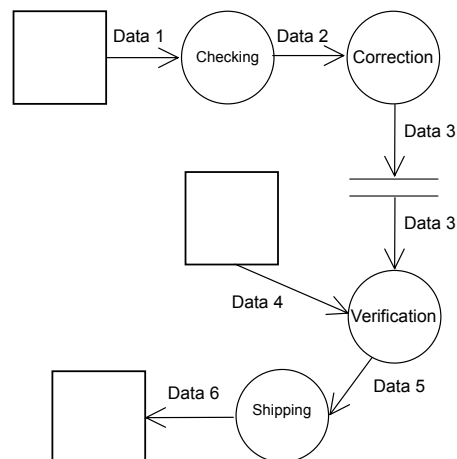 Data 1
Checking
Data 2
Correction
Data 3
Data 3
Data 4
Verification
Data 5
Shipping
Data 6